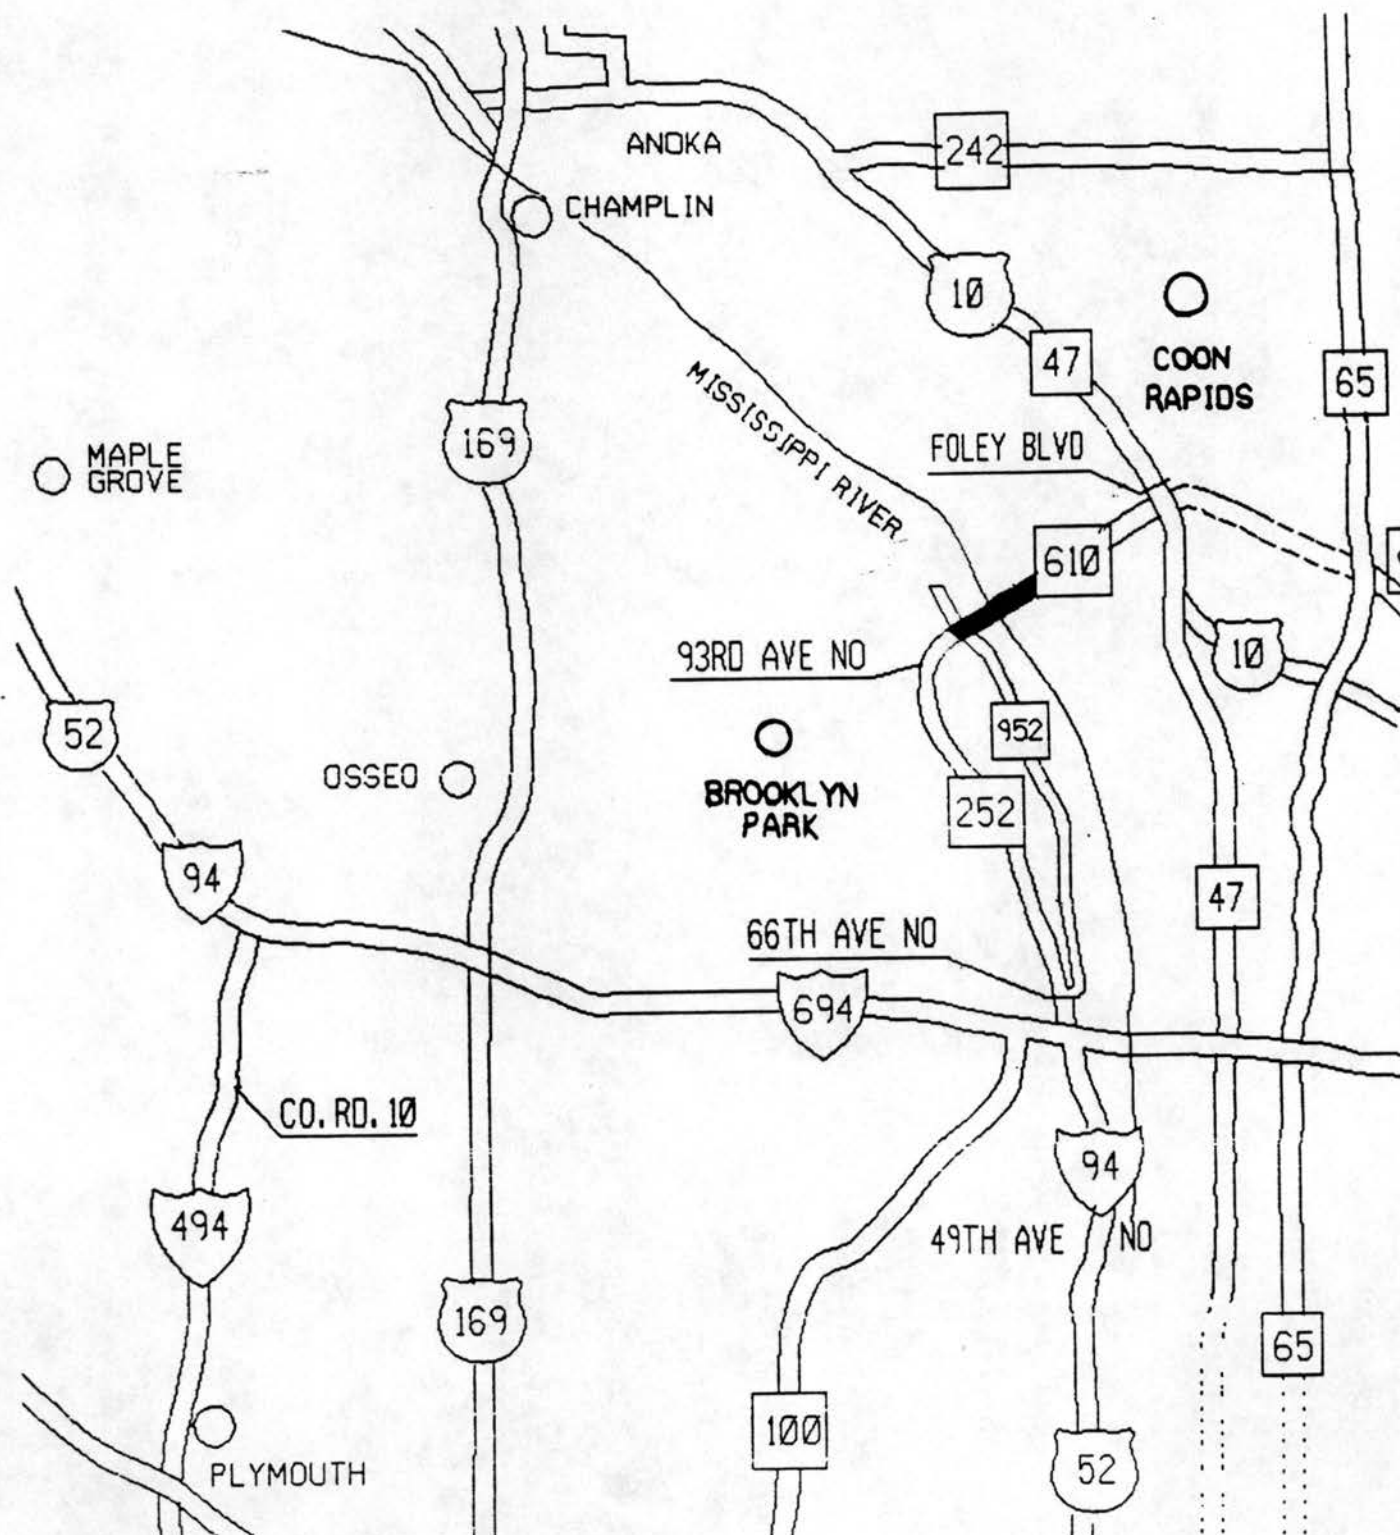 ANOKA
242
CHAMPLIN
10
47
COON
RAPIDS
65
MISSISSIPPI RIVER
169
FOLEY BLVD
MAPLE
GROVE
610
93RD AVE NO
10
52
952
OSSEO
BROOKLYN
PARK
252
94
47
66TH AVE NO
694
CO. RD. 10
94
494
49TH AVE NO
169
65
100
52
PLYMOUTH